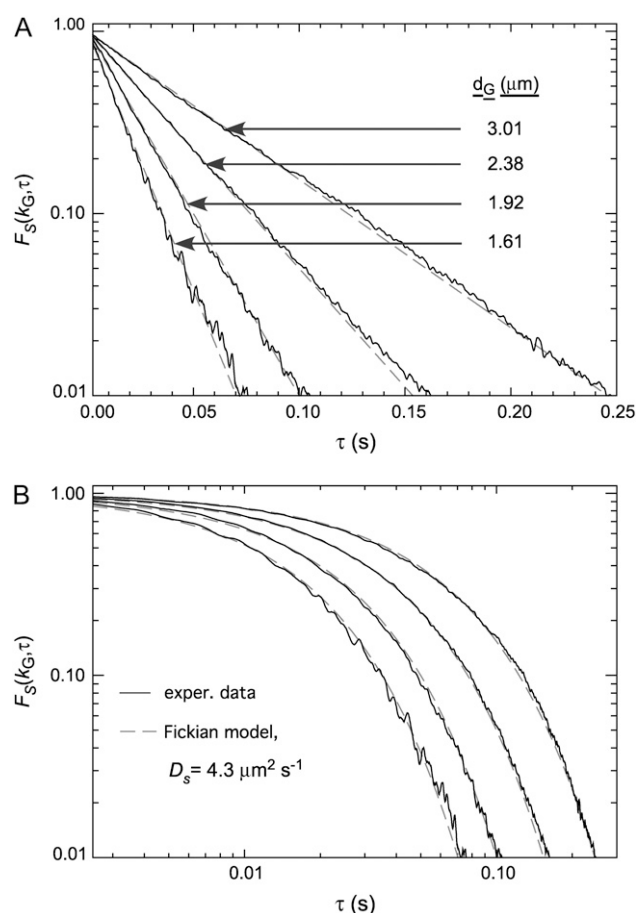 A
1.00
0.10
0.01
F_S(k_G,τ)
d_G (μm)
3.01
2.38
1.92
1.61
0.00 0.05 0.10 0.15 0.20 0.25
τ (s)
B
1.00
0.10
0.01
F_S(k_G,τ)
exper. data
Fickian model,
D_s= 4.3 μm² s⁻¹
0.01 0.10
τ (s)